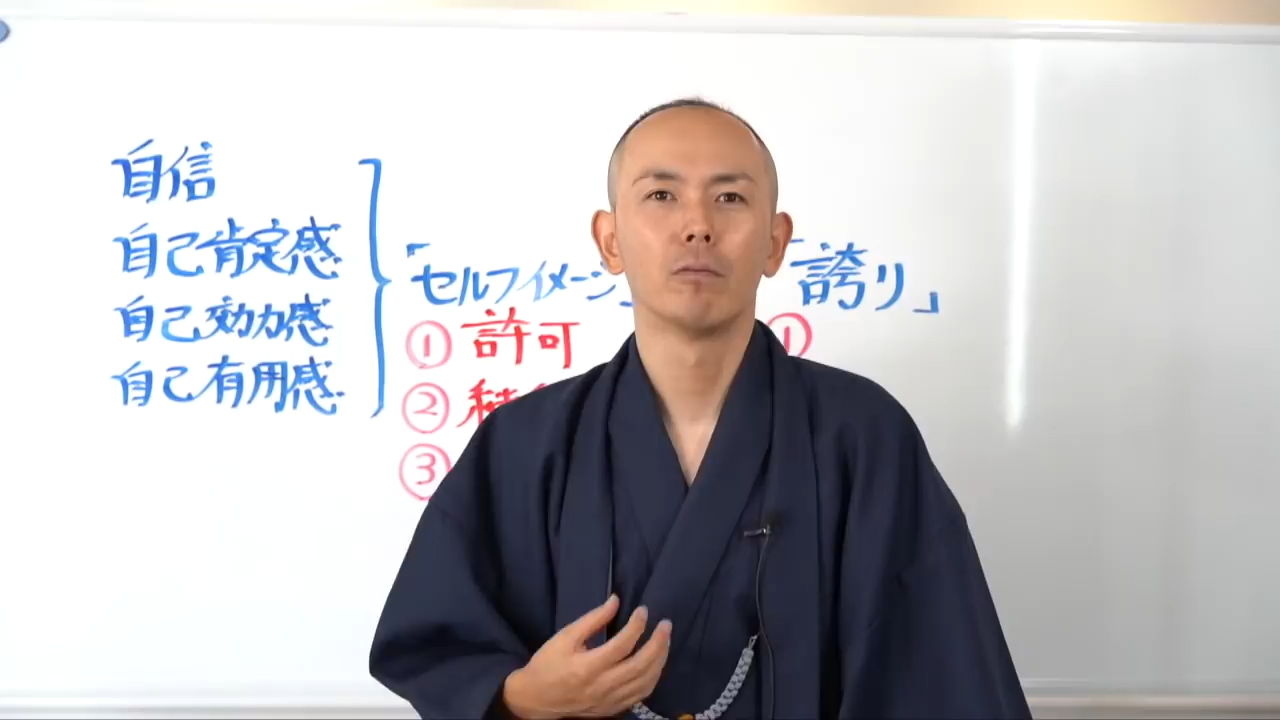 自信
自己肯定感
自己効力感
自己有用感
「セルフイメージ」
① 許可
②
③
「誇り」
①